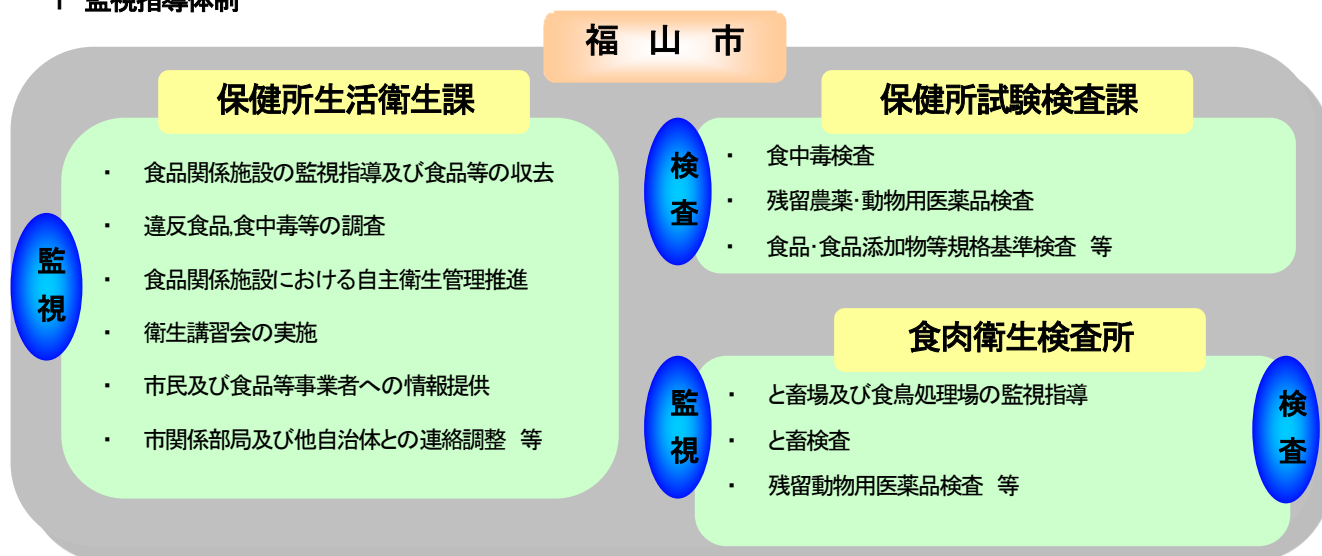 1 監視指導体制
福 山 市
保健所生活衛生課
監視
・ 食品関係施設の監視指導及び食品等の収去
・ 違反食品,食中毒等の調査
・ 食品関係施設における自主衛生管理推進
・ 衛生講習会の実施
・ 市民及び食品等事業者への情報提供
・ 市関係部局及び他自治体との連絡調整 等
保健所試験検査課
検査
・ 食中毒検査
・ 残留農薬・動物用医薬品検査
・ 食品・食品添加物等規格基準検査 等
食肉衛生検査所
監視
・ と畜場及び食鳥処理場の監視指導
・ と畜検査
・ 残留動物用医薬品検査 等
検査